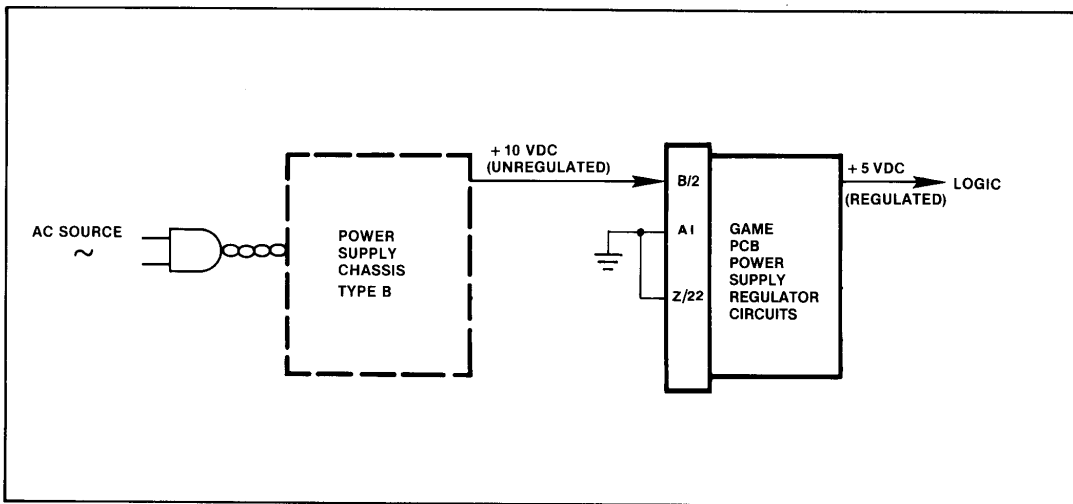 AC SOURCE
~
POWER
SUPPLY
CHASSIS
TYPE B
+ 10 VDC
(UNREGULATED)
B/2
A1
Z/22
GAME
PCB
POWER
SUPPLY
REGULATOR
CIRCUITS
+ 5 VDC
(REGULATED)
LOGIC